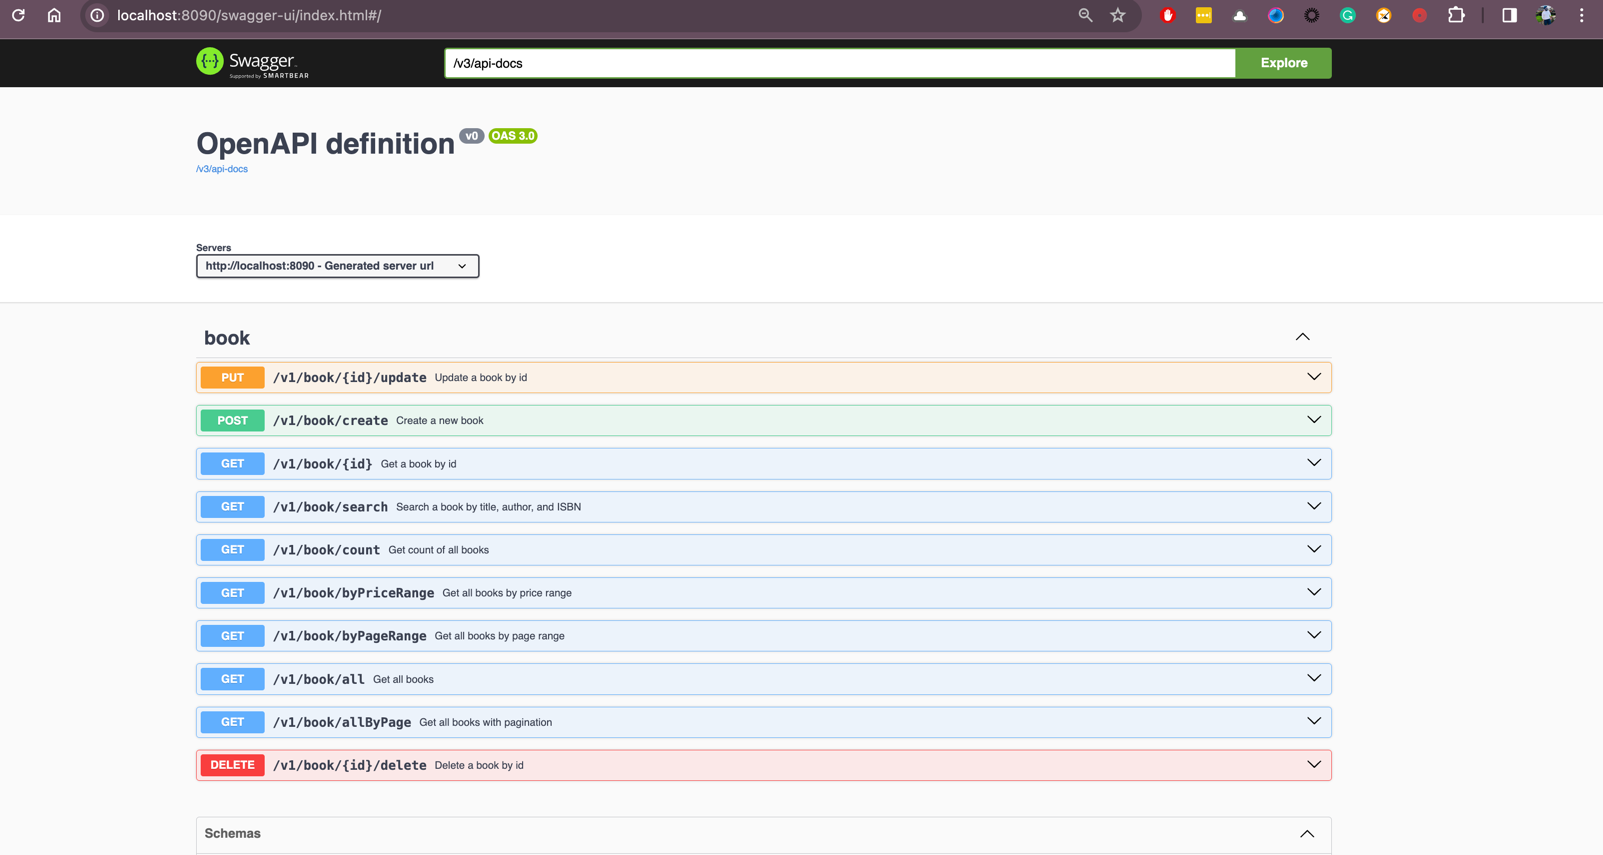 localhost:8090/swagger-ui/index.html#/
Swagger
Supported by SMARTBEAR
/v3/api-docs
Explore
OpenAPI definition v0 OAS 3.0
/v3/api-docs
Servers
http://localhost:8090 - Generated server url
book
PUT /v1/book/{id}/update Update a book by id
POST /v1/book/create Create a new book
GET /v1/book/{id} Get a book by id
GET /v1/book/search Search a book by title, author, and ISBN
GET /v1/book/count Get count of all books
GET /v1/book/byPriceRange Get all books by price range
GET /v1/book/byPageRange Get all books by page range
GET /v1/book/all Get all books
GET /v1/book/allByPage Get all books with pagination
DELETE /v1/book/{id}/delete Delete a book by id
Schemas